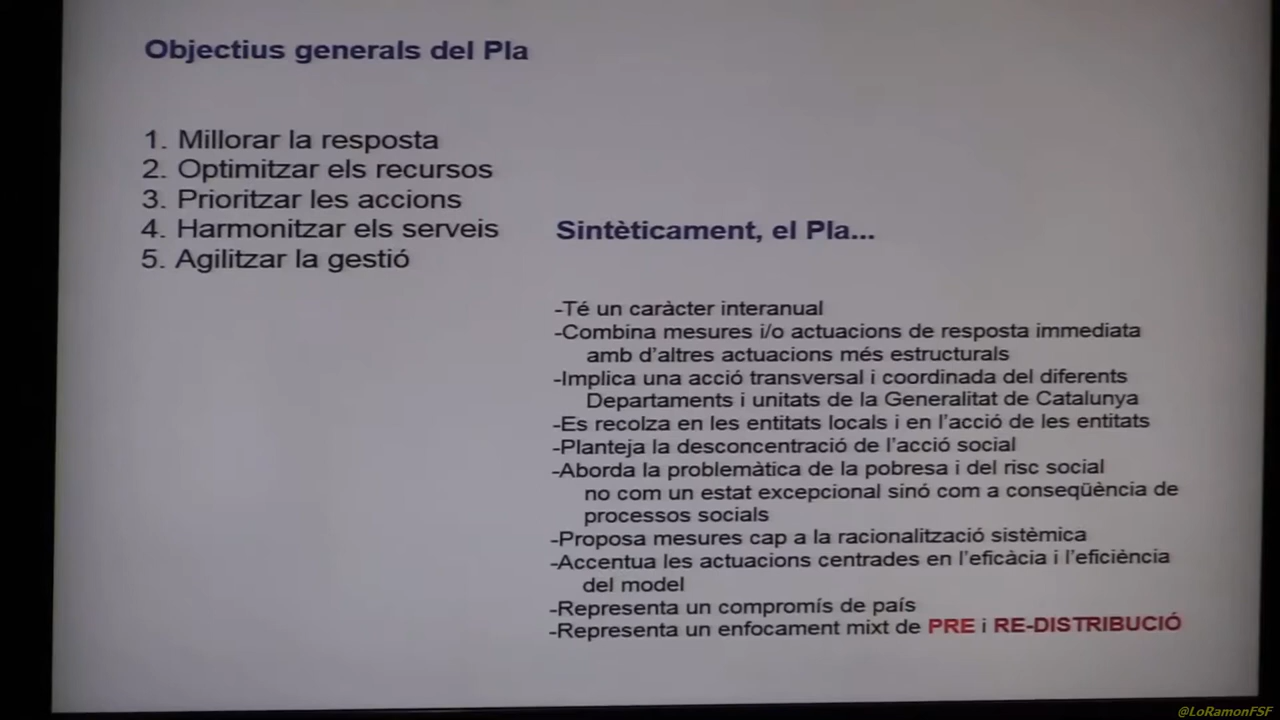 Objectius generals del Pla
1. Millorar la resposta
2. Optimitzar els recursos
3. Prioritzar les accions
4. Harmonitzar els serveis
5. Agilitzar la gestió
Sintèticament, el Pla...
-Té un caràcter interanual
-Combina mesures i/o actuacions de resposta immediata
amb d'altres actuacions més estructurals
-Implica una acció transversal i coordinada del diferents
Departaments i unitats de la Generalitat de Catalunya
-Es recolza en les entitats locals i en l'acció de les entitats
-Planteja la desconcentració de l'acció social
-Aborda la problemàtica de la pobresa i del risc social
no com un estat excepcional sinó com a conseqüència de
processos socials
-Proposa mesures cap a la racionalització sistèmica
-Accentua les actuacions centrades en l'eficàcia i l'eficiència
del model
-Representa un compromís de país
-Representa un enfocament mixt de PRE i RE-DISTRIBUCIÓ
@LoRamonFSF